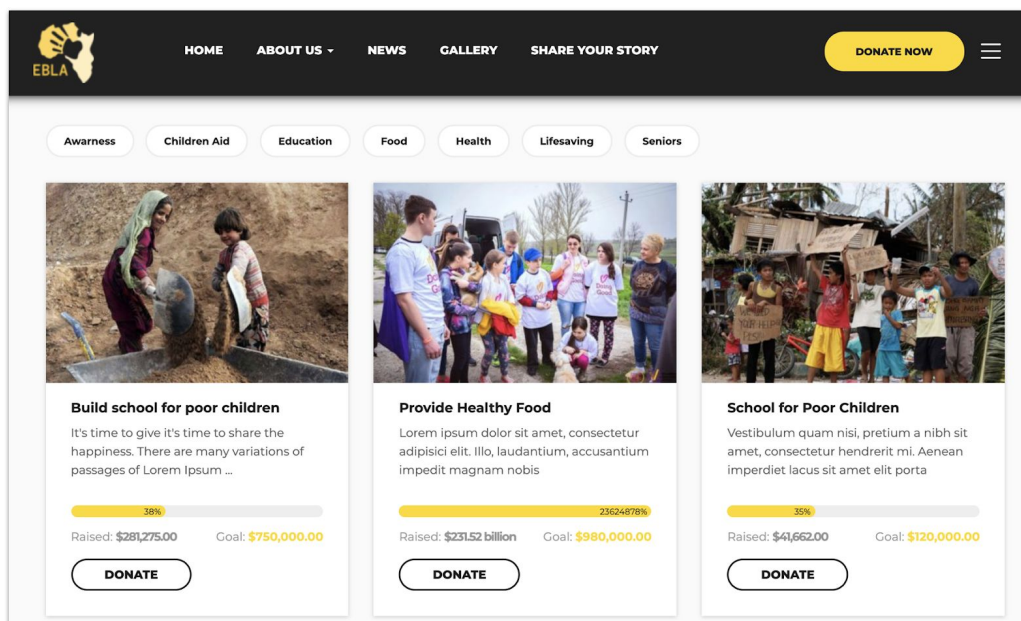 EBLA
HOME ABOUT US NEWS GALLERY SHARE YOUR STORY DONATE NOW
Awarness Children Aid Education Food Health Lifesaving Seniors
Build school for poor children
It's time to give it's time to share the
happiness. There are many variations of
passages of Lorem Ipsum ...
38%
Raised: $281,275.00 Goal: $750,000.00
DONATE
Provide Healthy Food
Lorem ipsum dolor sit amet, consectetur
adipisici elit. Illo, laudantium, accusantium
impedit magnam nobis
23624878%
Raised: $231.52 billion Goal: $980,000.00
DONATE
School for Poor Children
Vestibulum quam nisi, pretium a nibh sit
amet, consectetur hendrerit mi. Aenean
imperdiet lacus sit amet elit porta
35%
Raised: $41,662.00 Goal: $120,000.00
DONATE